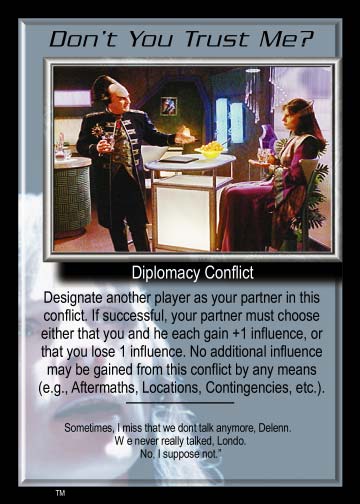 Don't You Trust Me?
Diplomacy Conflict
Designate another player as your partner in this
conflict. If successful, your partner must choose
either that you and he each gain +1 influence, or
that you lose 1 influence. No additional influence
may be gained from this conflict by any means
(e.g., Aftermaths, Locations, Contingencies, etc.).
Sometimes, I miss that we dont talk anymore, Delenn.
W e never really talked, Londo.
No, I suppose not."
TM